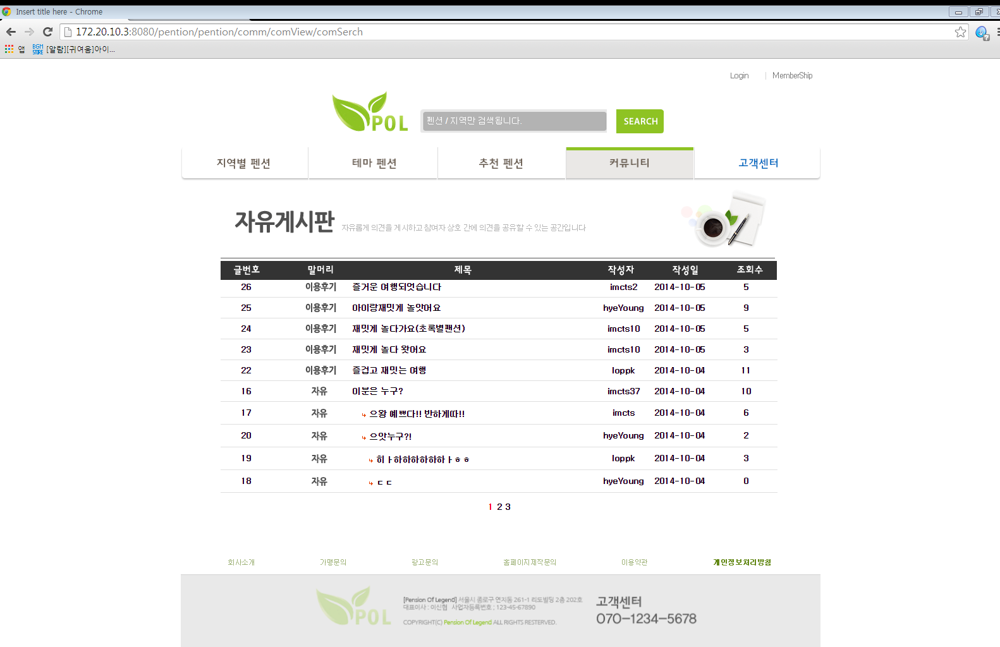 Insert title here - Chrome
172.20.10.3:8080/pention/pention/comm/comView/comSerch
앱 BGM STORE [알람][귀여움]아이...
Login | MemberShip
POL 펜션 / 지역만 검색됩니다. SEARCH
지역별 펜션 테마 펜션 추천 펜션 커뮤니티 고객센터
자유게시판 자유롭게 의견을 게시하고 참여자 상호 간에 의견을 공유할 수 있는 공간입니다
글번호 말머리 제목 작성자 작성일 조회수
26 이용후기 즐거운 여행되엇습니다 imcts2 2014-10-05 5
25 이용후기 아이랑재밋게 놀앗어요 hyeYoung 2014-10-05 9
24 이용후기 재밋게 놀다가요(초록별팬션) imcts10 2014-10-05 5
23 이용후기 재밋게 놀다 왓어요 imcts10 2014-10-05 3
22 이용후기 즐겁고 재밋는 여행 loppk 2014-10-04 11
16 자유 이분은 누구? imcts37 2014-10-04 10
17 자유 으왕 예쁘다!! 반하게따!! imcts 2014-10-04 6
20 자유 으앗누구?! hyeYoung 2014-10-04 2
19 자유 히ㅏ하하하하하하ㅏㅎㅎ loppk 2014-10-04 3
18 자유 ㄷㄷ hyeYoung 2014-10-04 0
1 2 3
회사소개 가맹문의 광고문의 홈페이지제작문의 이용약관 개인정보처리방침
POL
[Pension Of Legend] 서울시 종로구 연지동 261-1 리도빌딩 2층 202호
대표이사 : 이신협 사업자등록번호 : 123-45-67890
COPYRIGHT(C) Pension Of Legend ALL RIGHTS RESTERVED.
고객센터
070-1234-5678